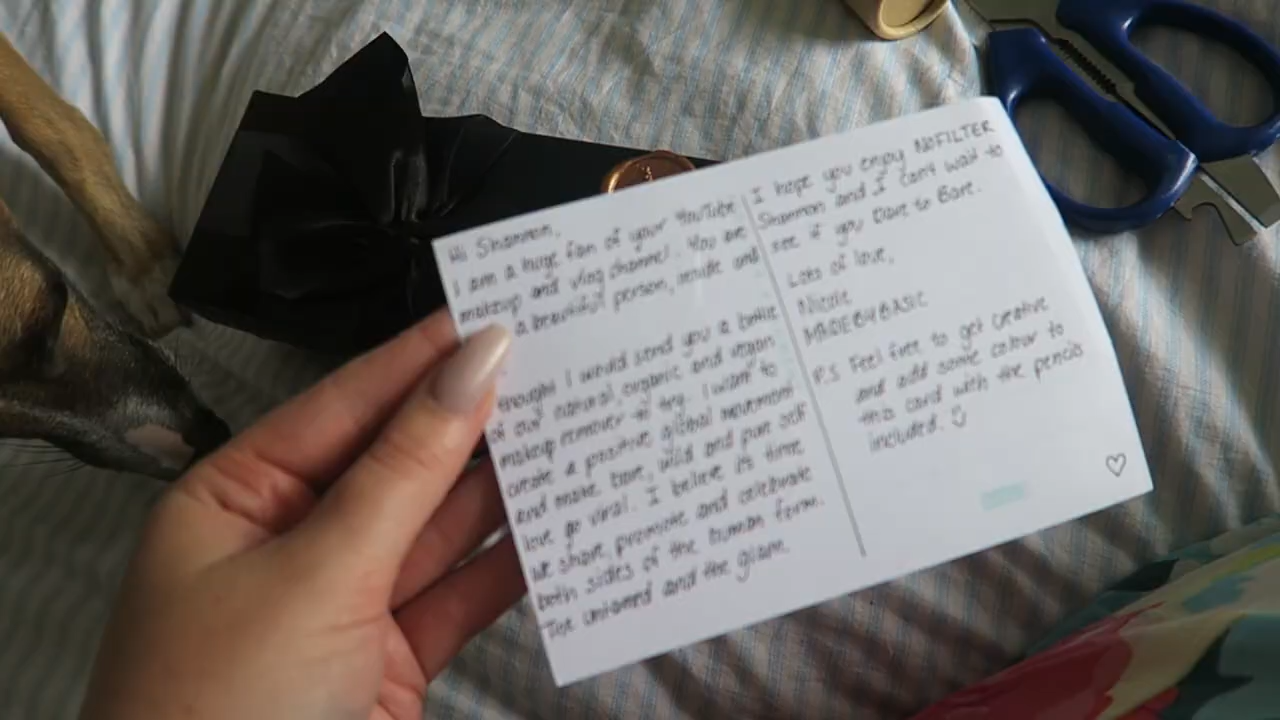 Hi Shannon,
I am a huge fan of your YouTube
makeup and vlog channel. You are
a beautiful person, inside and
thought I would send you a bottle
of our natural, organic and vegan
makeup remover to try. I want to
create a positive global movement
and make bare, wild and pure self
love go viral. I believe it's time
we share, promote and celebrate
both sides of the human form.
The untamed and the glam.
I hope you enjoy NOFILTER
Shannon and I can't wait to
see if you Dare to Bare.
Lots of love,
Nicole
MADE BY BASIC
P.S Feel free to get creative
and add some colour to
this card with the pencils
included.